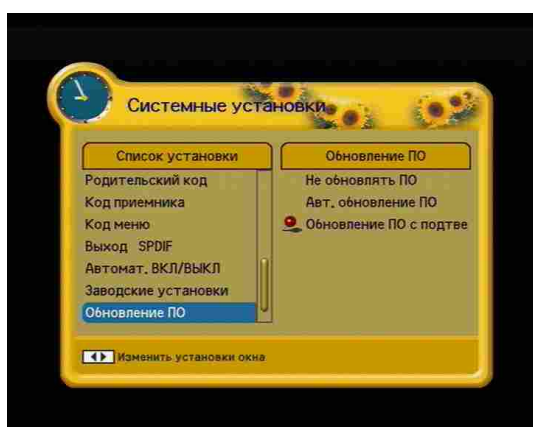 Системные установки
Список установки
Родительский код
Код приемника
Код меню
Выход SPDIF
Автомат. ВКЛ/ВЫКЛ
Заводские установки
Обновление ПО
Обновление ПО
Не обновлять ПО
Авт. обновление ПО
Обновление ПО с подтве
Изменить установки окна